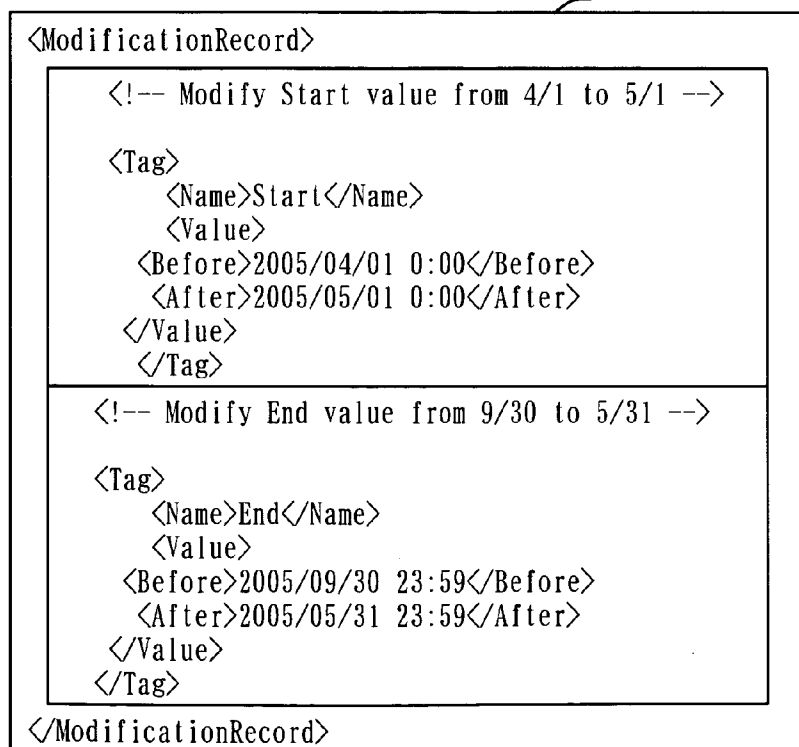 <ModificationRecord>
<!-- Modify Start value from 4/1 to 5/1 -->
<Tag>
<Name>Start</Name>
<Value>
<Before>2005/04/01 0:00</Before>
<After>2005/05/01 0:00</After>
</Value>
</Tag>
<!-- Modify End value from 9/30 to 5/31 -->
<Tag>
<Name>End</Name>
<Value>
<Before>2005/09/30 23:59</Before>
<After>2005/05/31 23:59</After>
</Value>
</Tag>
</ModificationRecord>